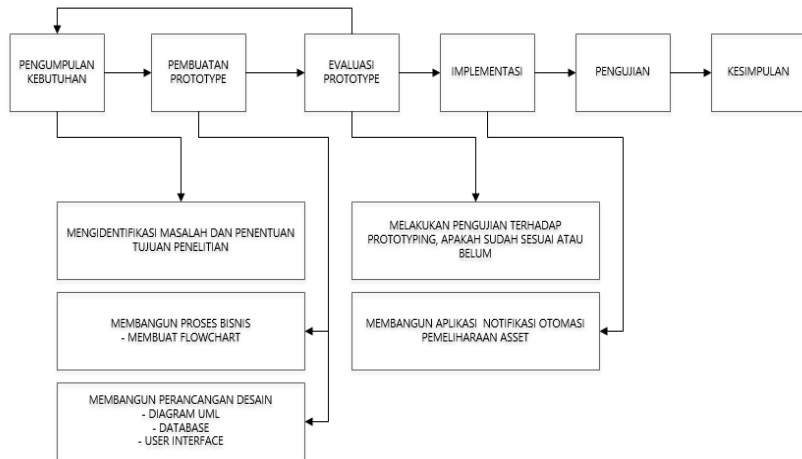 PENGUMPULAN
KEBUTUHAN
PEMBUATAN
PROTOTYPE
EVALUASI
PROTOTYPE
IMPLEMENTASI
PENGUJIAN
KESIMPULAN
MENGIDENTIFIKASI MASALAH DAN PENENTUAN
TUJUAN PENELITIAN
MELAKUKAN PENGUJIAN TERHADAP
PROTOTYPING, APAKAH SUDAH SESUAI ATAU
BELUM
MEMBANGUN PROSES BISNIS
- MEMBUAT FLOWCHART
MEMBANGUN APLIKASI NOTIFIKASI OTOMASI
PEMELIHARAAN ASSET
MEMBANGUN PERANCANGAN DESAIN
- DIAGRAM UML
- DATABASE
- USER INTERFACE